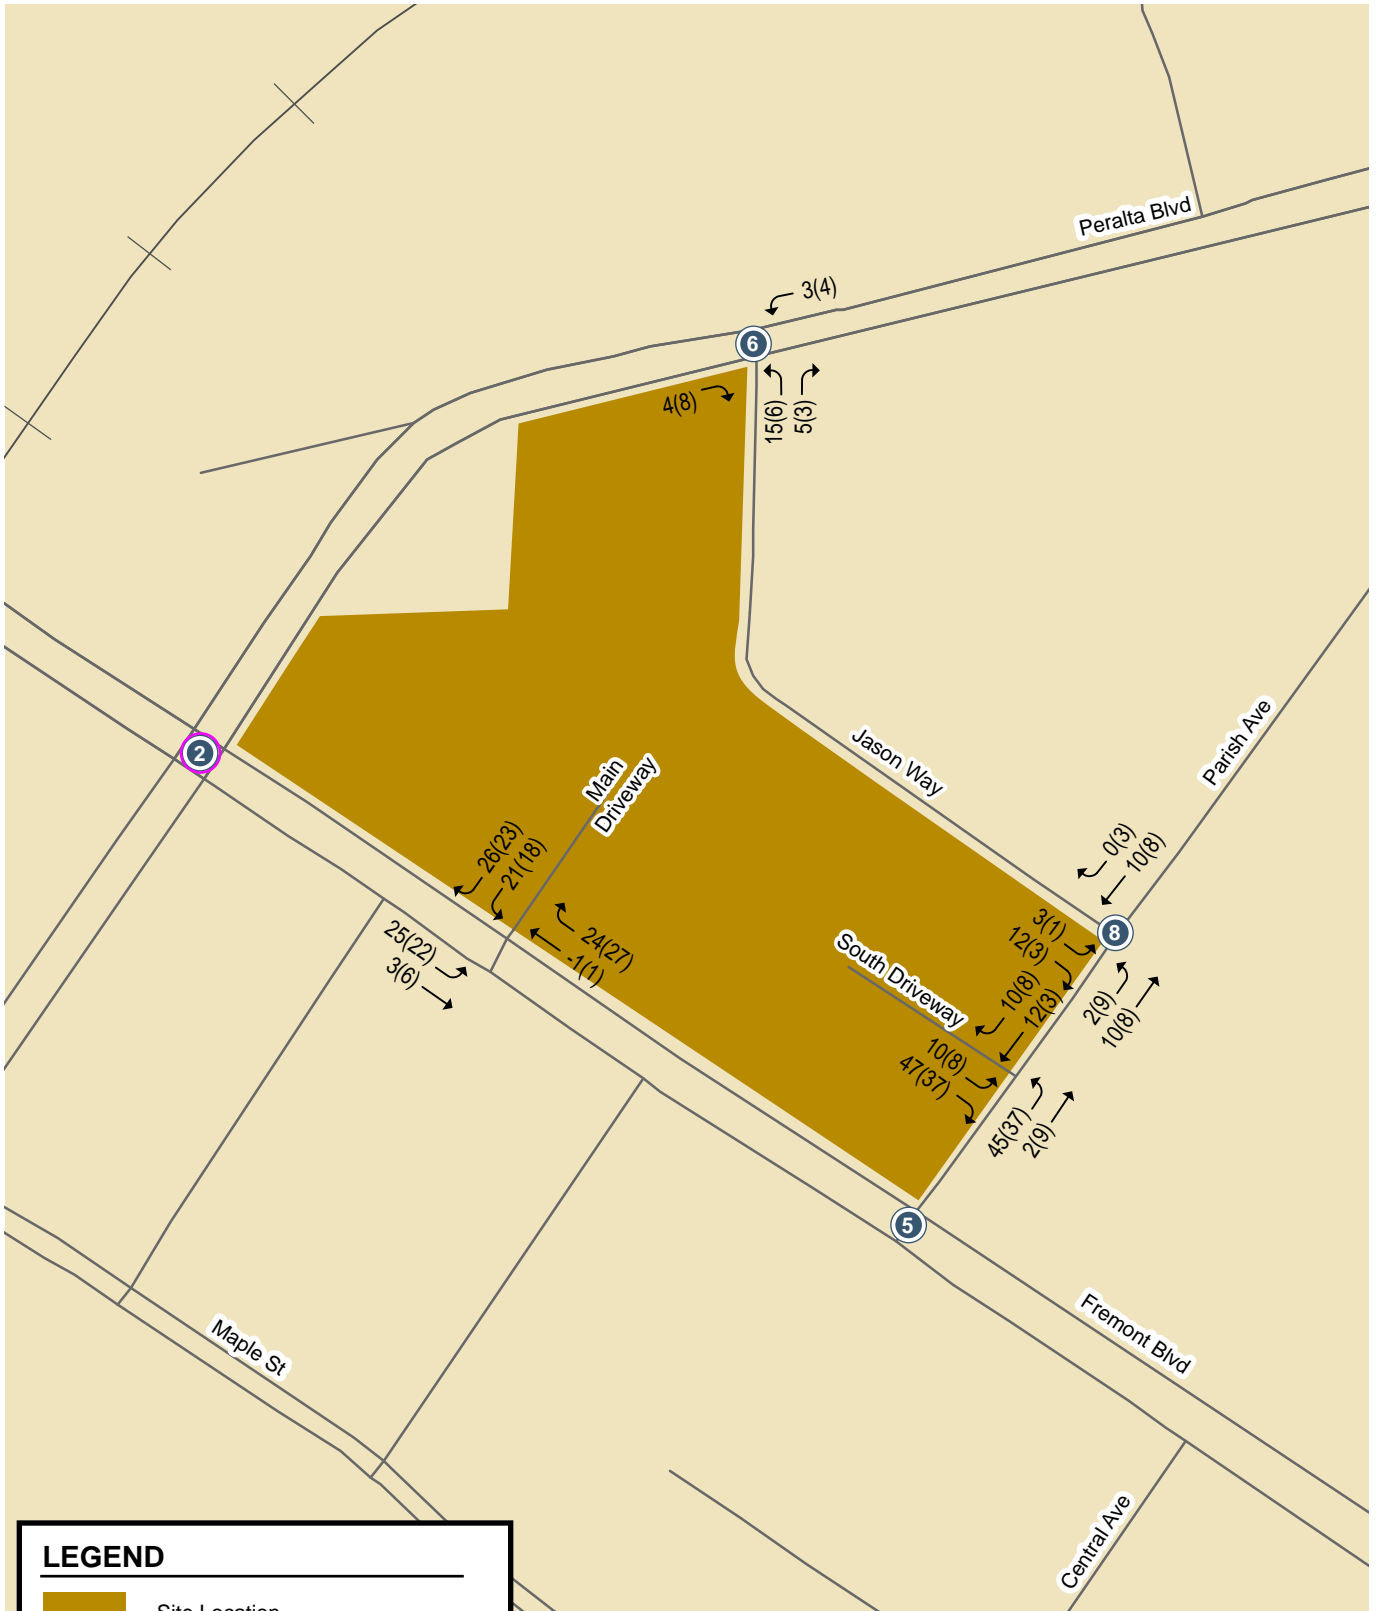 Peralta Blvd
3(4)
6
4(8)
15(6)
5(3)
Parish Ave
Jason Way
2
Main
Driveway
26(23)
21(18)
0(3)
10(8)
24(27)
-1(1)
25(22)
3(6)
8
3(1)
12(3)
South Driveway
10(8)
12(3)
2(9)
10(8)
10(8)
47(37)
45(37)
2(9)
5
Fremont Blvd
Maple St
Central Ave
LEGEND
Site Location